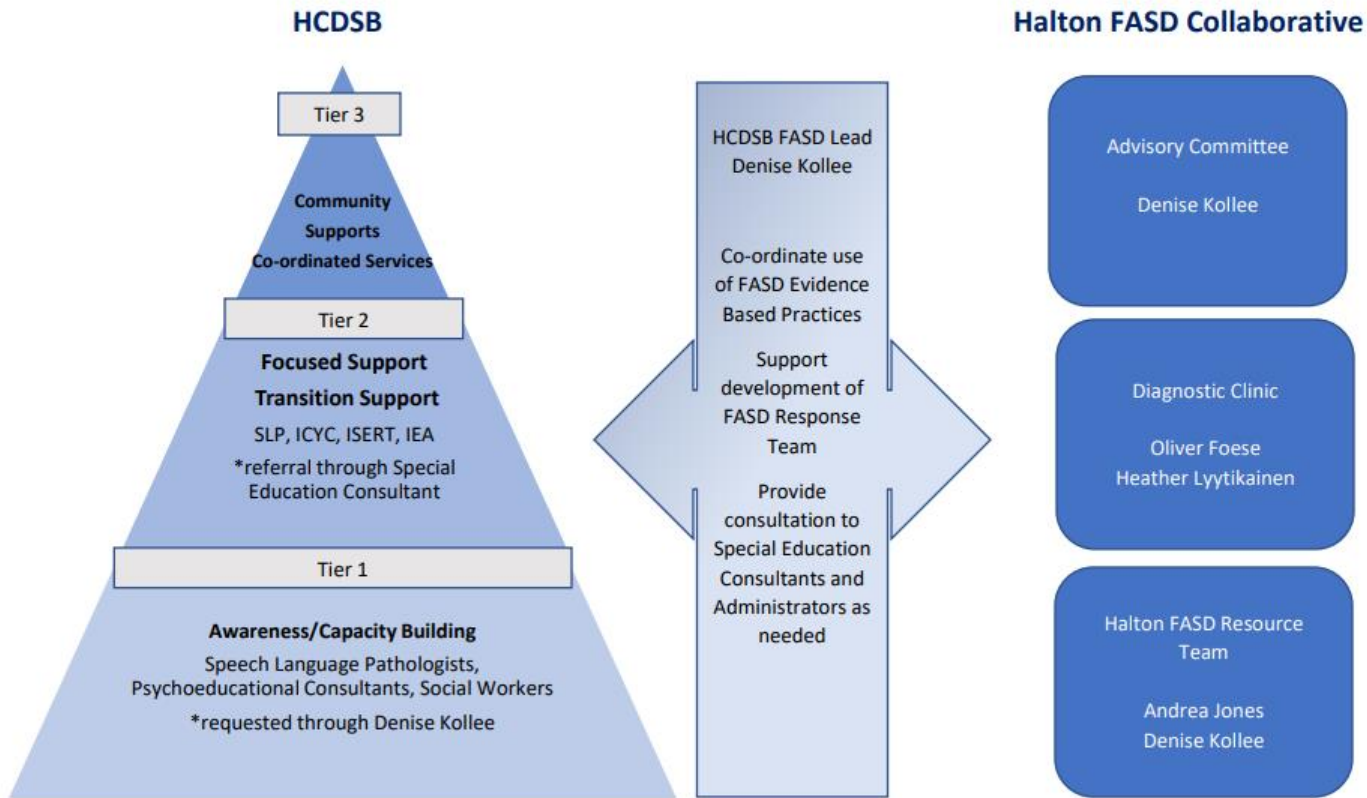 HCDSB
Tier 3
Community
Supports
Co-ordinated Services
Tier 2
Focused Support
Transition Support
SLP, ICYC, ISERT, IEA
*referral through Special
Education Consultant
Tier 1
Awareness/Capacity Building
Speech Language Pathologists,
Psychoeducational Consultants, Social Workers
*requested through Denise Kollee
HCDSB FASD Lead
Denise Kollee
Co-ordinate use
of FASD Evidence
Based Practices
Support
development of
FASD Response
Team
Provide
consultation to
Special Education
Consultants and
Administrators as
needed
Halton FASD Collaborative
Advisory Committee
Denise Kollee
Diagnostic Clinic
Oliver Foese
Heather Lyytikainen
Halton FASD Resource
Team
Andrea Jones
Denise Kollee